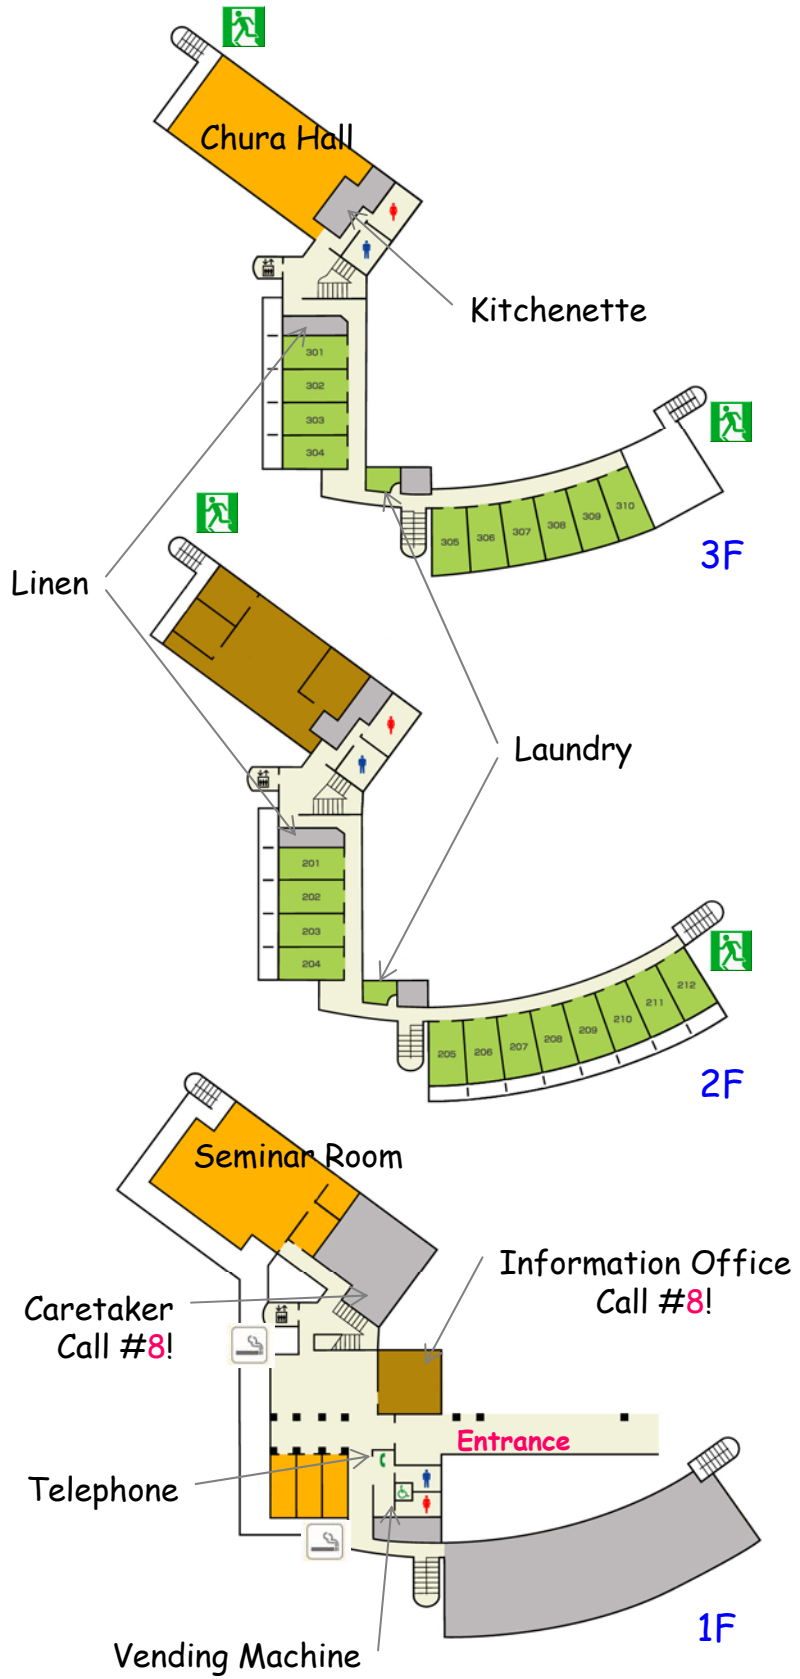 Chura Hall
Kitchenette
301
302
303
304
305
306
307
308
309
310
3F
Linen
Laundry
201
202
203
204
205
206
207
208
209
210
211
212
2F
Seminar Room
Information Office
Call #8!
Caretaker
Call #8!
Entrance
Telephone
Vending Machine
1F